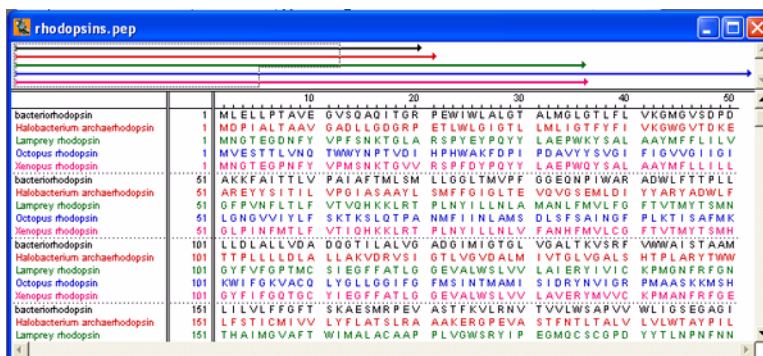 rhodopsins.pep
10 20 30 40 50
bacteriorhodopsin 1 MLELLPTAVE GVSQAQITGR PEWIWLALGT ALMGLGTLFL VKGMGVSDPD
Halobacterium archaerhodopsin 1 MDPIALTAAV GADLLGDGRP ETLWLGIGTL LMLIGTFYFI VKGWGVTDKE
Lamprey rhodopsin 1 MNGTEGDNFY VPFSNKTGLA RSPYEYPQYY LAEPWKYSAL AAYMFFLILV
Octopus rhodopsin 1 MVESTTLVNQ TWWYNPTVDI HPHWAKFDPI PDAVYYSVGI FIGVVGIIGI
Xenopus rhodopsin 1 MNGTEGPNFY VPMSNKTGVV RSPFDYPQYY LAEPWQYSAL AAYMFLLILL
bacteriorhodopsin 51 AKKFYAITTLV PAIAFTMLSM LLGGLTMVPF GGEQNPIWAR ADWLFTTPLL
Halobacterium archaerhodopsin 51 AREYYSITIL VPGIASAAYL SMFFGIGLTE VQVGSEMLDI YYARYADWLF
Lamprey rhodopsin 51 GFPVNFLTLF VTVQHKKLRT PLNYILLNLA MANLFMVLFG FTVTMYTSMN
Octopus rhodopsin 51 LGNGVVIYLF SKTKSLQTPA NMFIINLAMS DLSFSAINGF PLKTISAFMK
Xenopus rhodopsin 51 GLPINFMTLF VTIQHKKLRT PLNYILLNLV FANHFMVLCG FTVTMYTSMH
bacteriorhodopsin 101 LLDLALLVDA DQGTILALVG ADGIMIGTGL VGALTKVSRF VWWAISTAAM
Halobacterium archaerhodopsin 101 TTPLLLLDLA LLAKVDRVSI GTLVGVDALM IVTGLVGALS HTPLARYTWW
Lamprey rhodopsin 101 GYFVFGPTMC SIEGFFATLG GEVALWSLVV LAIERYIVIC KPMGNFRFGN
Octopus rhodopsin 101 KWIFGKVACQ LYGLLGGIFG FMSINTMAMI SIDRYNVIGR PMAASKKMSH
Xenopus rhodopsin 101 GYFIFGQTGC YIEGFFATLG GEVALWSLVV LAVERYMVVC KPMANFRFGE
bacteriorhodopsin 151 LILVLFFGFT SKAESMRPEV ASTFKVLRNV TVVLWSAPVV WLIGSEGAGI
Halobacterium archaerhodopsin 151 LFSTICMIVV LYFLATSLRA AAKERGPEVA STFNTLTALV LVLWTAYPIL
Lamprey rhodopsin 151 THAIMGVAFT WIMALACAAP PLVGWSRYIP EGMQCSCGPD YYTLNPNFNN